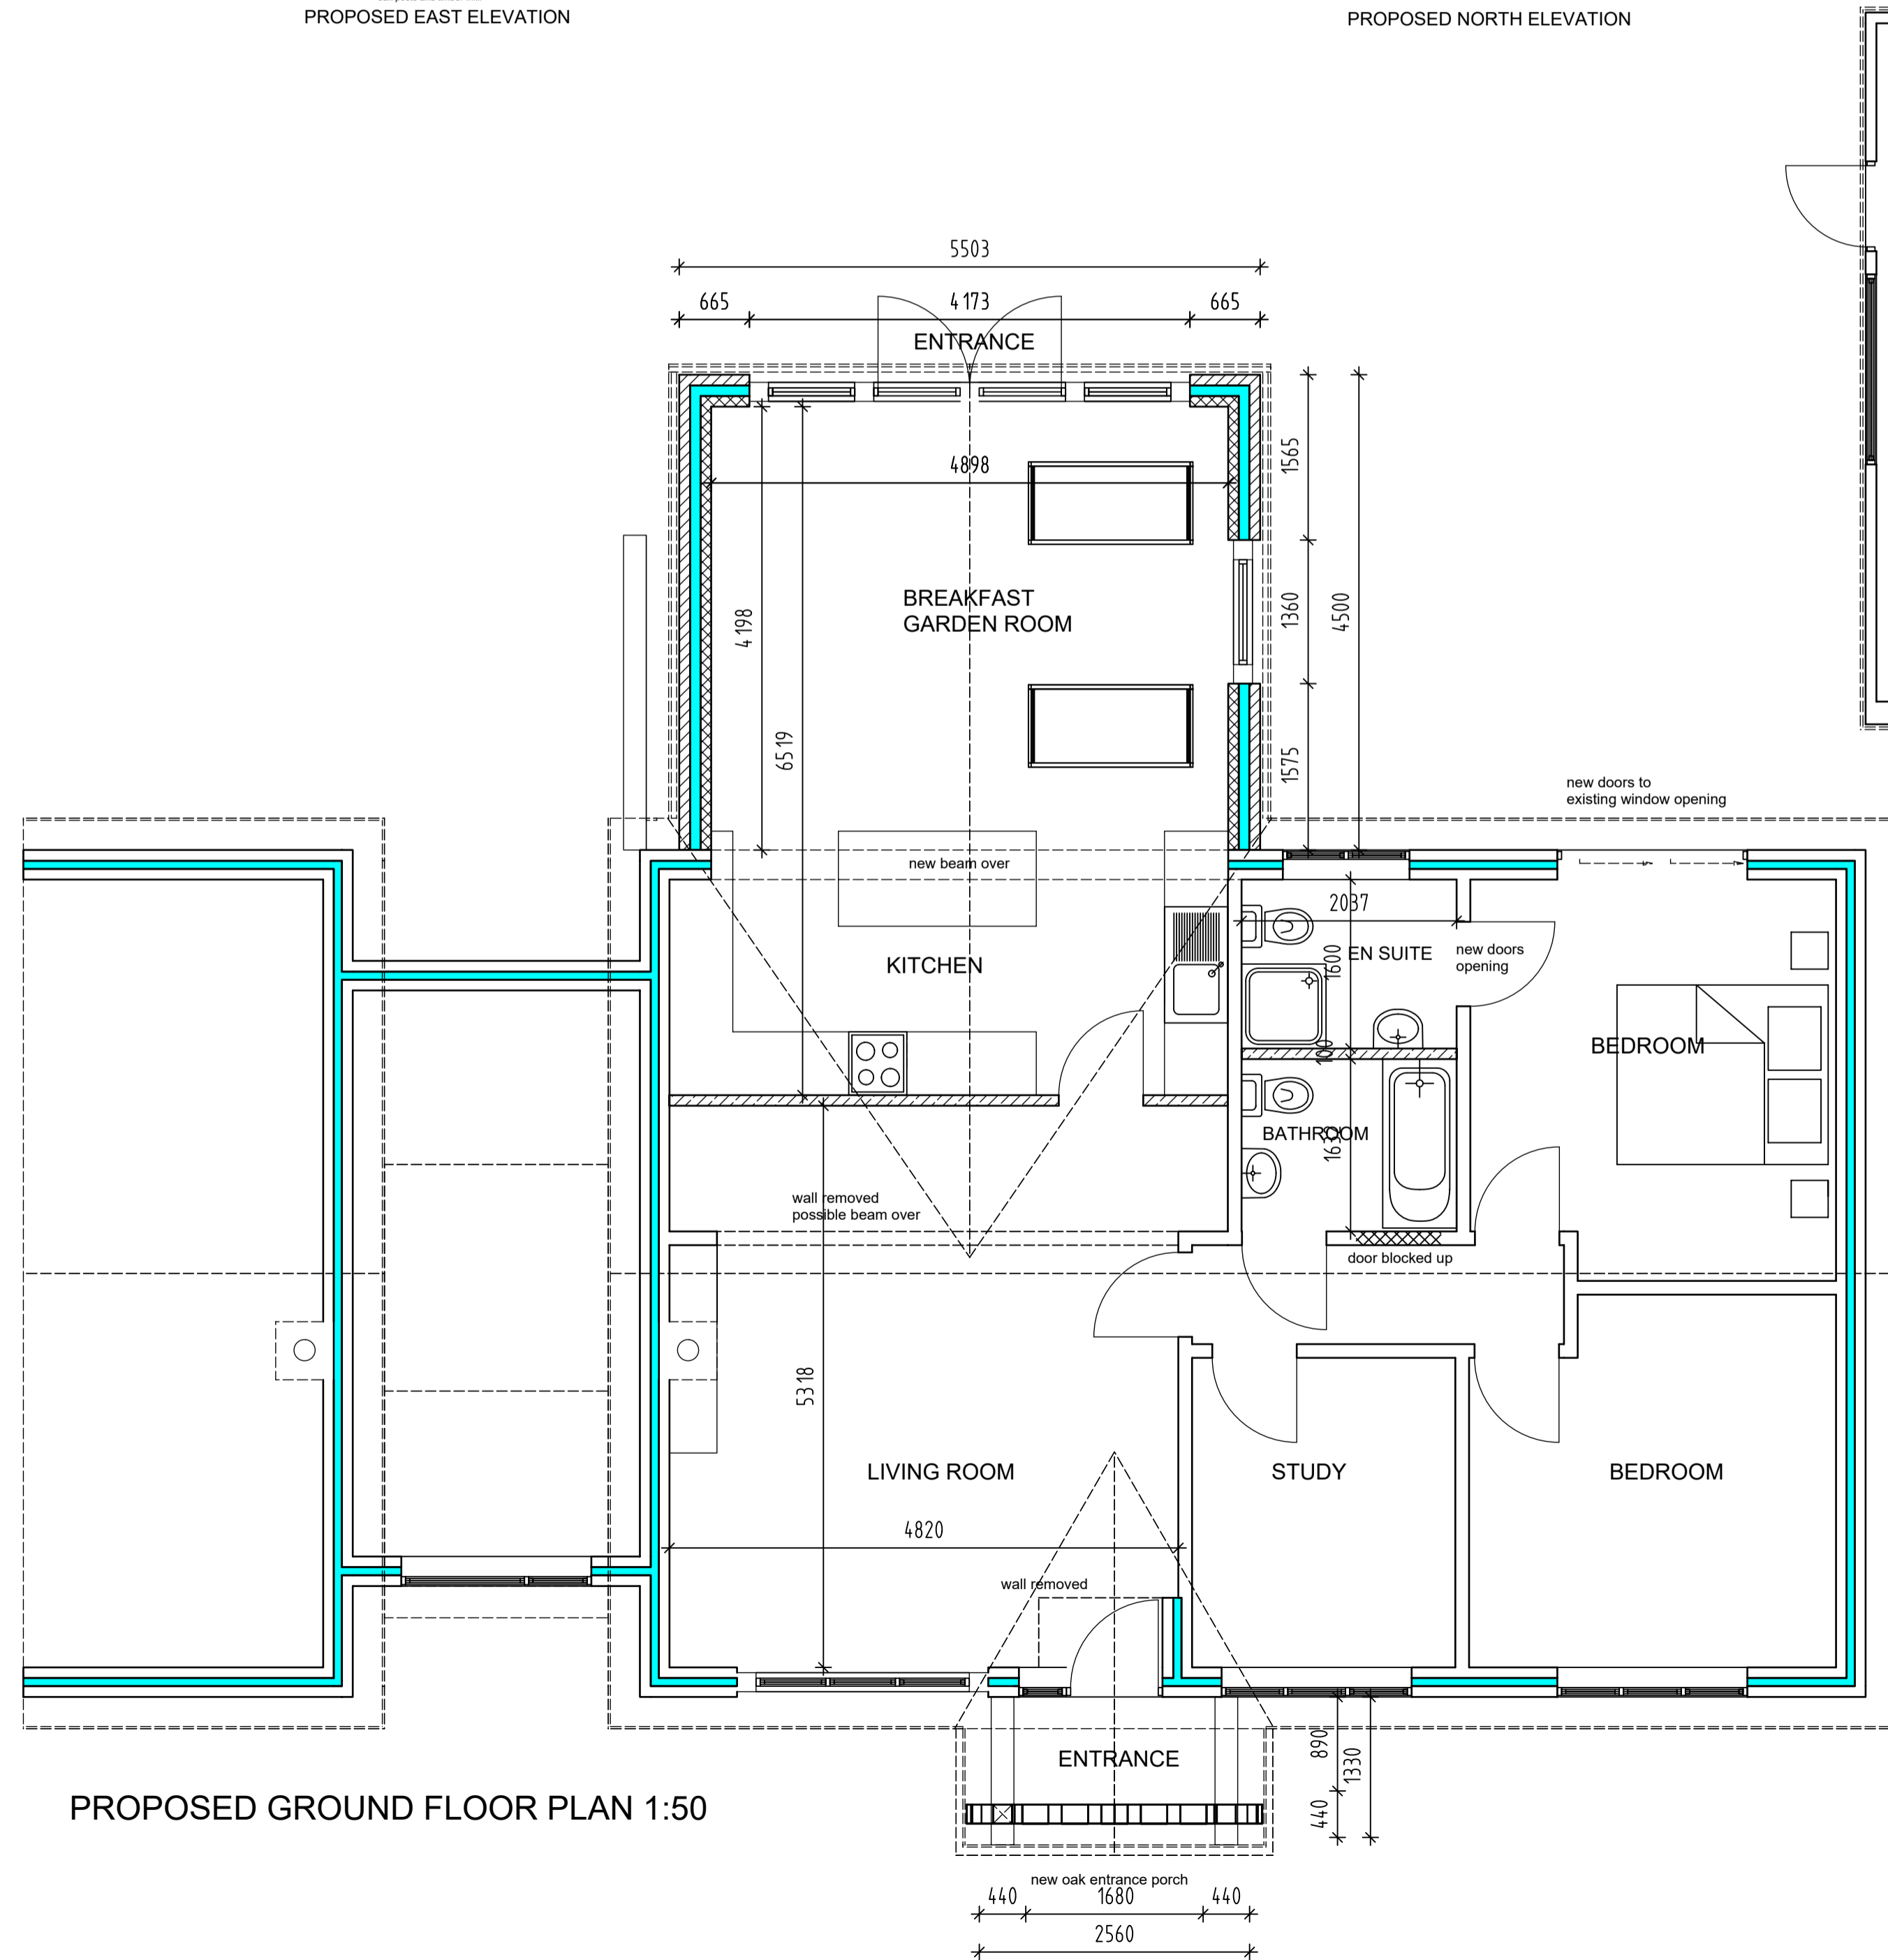 PROPOSED EAST ELEVATION
PROPOSED NORTH ELEVATION
5503
665
4173
665
ENTRANCE
4898
1565
BREAKFAST
GARDEN ROOM
4198
1360
4500
6519
1575
new doors to
existing window opening
new beam over
2037
KITCHEN
EN SUITE
new doors
opening
1600
BEDROOM
100
BATHROOM
wall removed
possible beam over
door blocked up
5318
LIVING ROOM
STUDY
BEDROOM
4820
wall removed
890
1330
ENTRANCE
440
PROPOSED GROUND FLOOR PLAN 1:50
new oak entrance porch
440
1680
440
2560